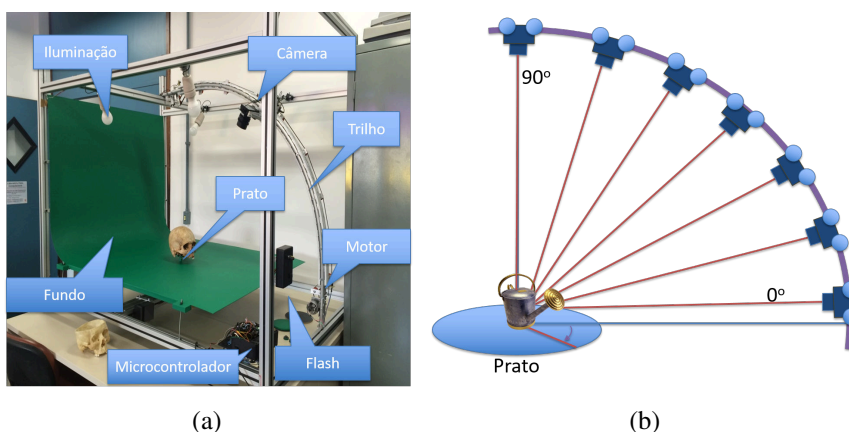 Iluminação
Câmera
Trilho
Prato
Motor
Fundo
Microcontrolador
Flash
90º
0º
Prato
(a)
(b)